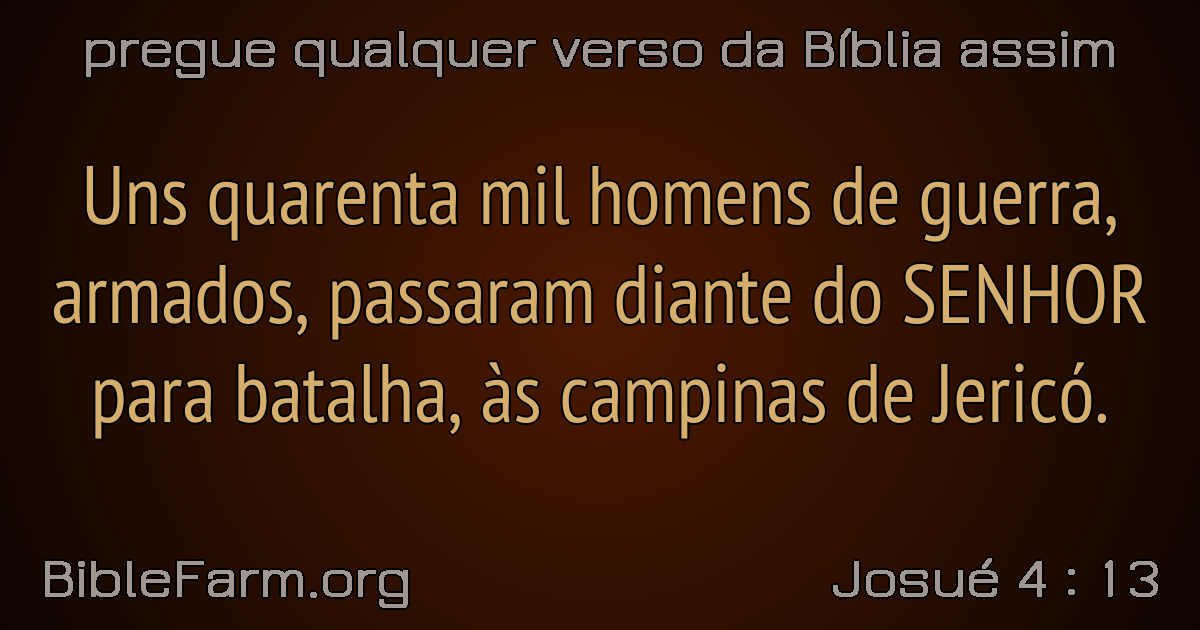 pregue qualquer verso da Bíblia assim
Uns quarenta mil homens de guerra,
armados, passaram diante do SENHOR
para batalha, às campinas de Jericó.
BibleFarm.org
Josué 4 : 13